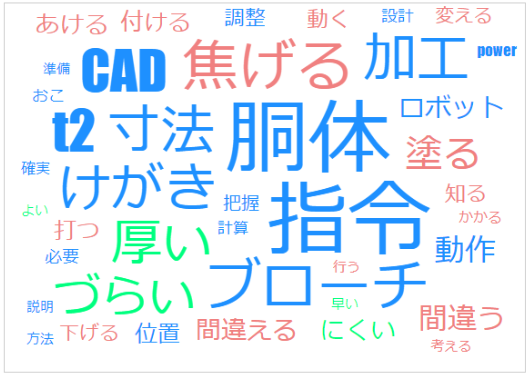 あける 付ける 調整 動く 設計 変える
準備 CAD 焦げる 加工 power
おこ t2 寸法 胴体 ロボット
確実 けがき 塗る
よい 打つ 把握 指令 知る
厚い 計算 かかる
必要 動作
づらい ブローチ 行う
説明 早い
方法 下げる 位置 間違える にくい 間違う
考える